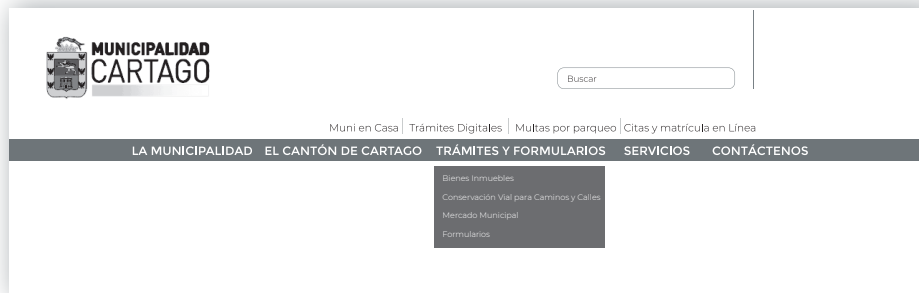 MUNICIPALIDAD
CARTAGO
Buscar
Muni en Casa Trámites Digitales Multas por parqueo Citas y matrícula en Línea
LA MUNICIPALIDAD EL CANTÓN DE CARTAGO TRÁMITES Y FORMULARIOS SERVICIOS CONTÁCTENOS
Bienes Inmuebles
Conservación Vial para Caminos y Calles
Mercado Municipal
Formularios